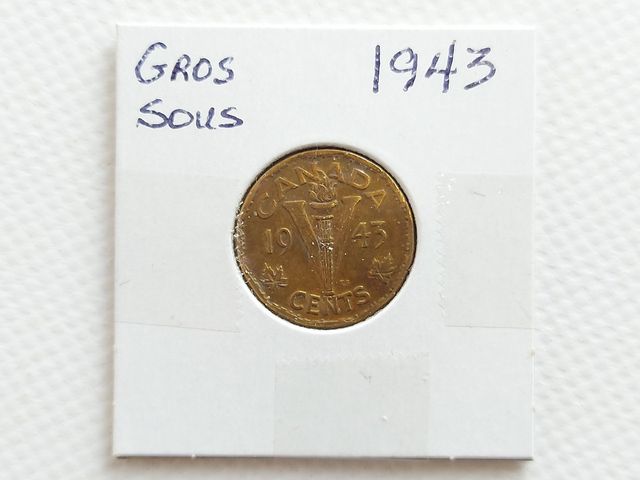 GROS 1943
SOUS
CANADA
19 V 43
CENTS